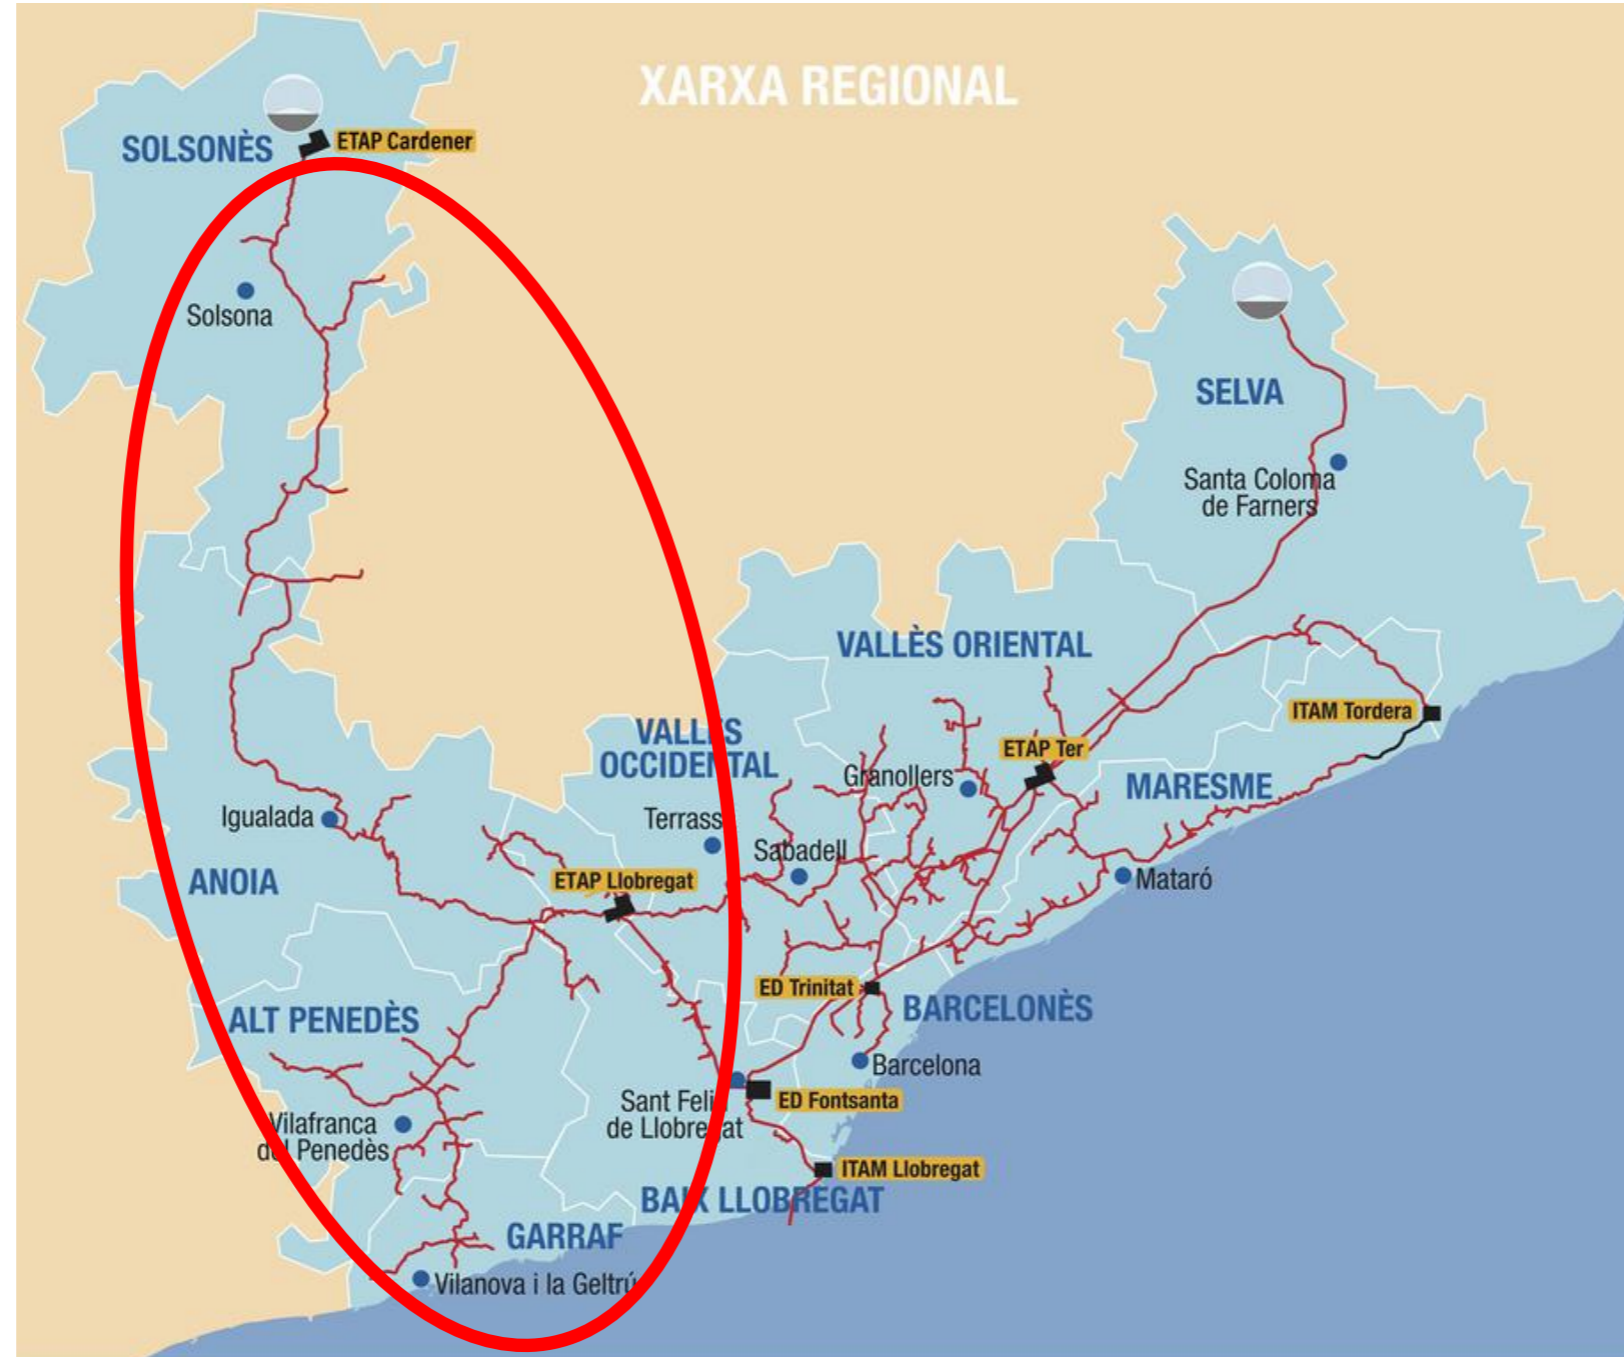 XARXA REGIONAL
SOLSONÈS
ETAP Cardener
Solsona
SELVA
Santa Coloma
de Farners
VALLÈS ORIENTAL
ITAM Tordera
VALLÈS
OCCIDENTAL
ETAP Ter
Granollers
MARESME
Igualada
Terrass
Sabadell
ANOIA
ETAP Llobregat
Mataró
ED Trinitat
BARCELONÈS
ALT PENEDÈS
Barcelona
Sant Feliu
de Llobregat
ED Fontsanta
Vilafranca
del Penedès
ITAM Llobregat
BAIX LLOBREGAT
GARRAF
Vilanova i la Geltrú